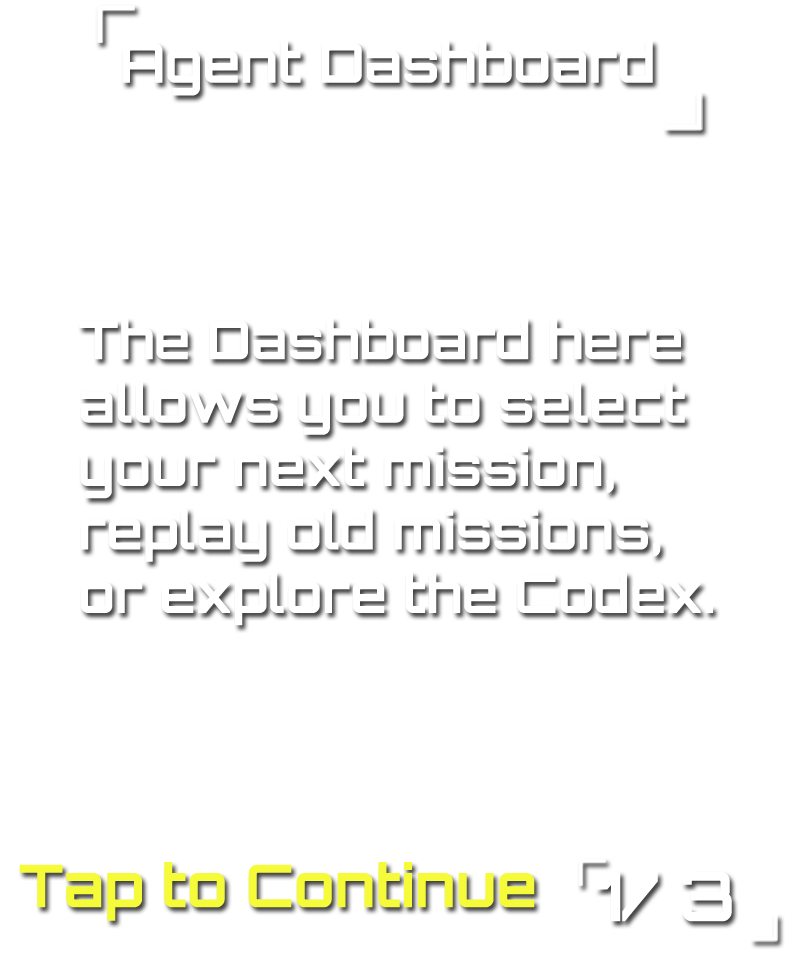 Agent Dashboard
The Dashboard here
allows you to select
your next mission,
replay old missions,
or explore the Codex.
Tap to Continue 1/ 3